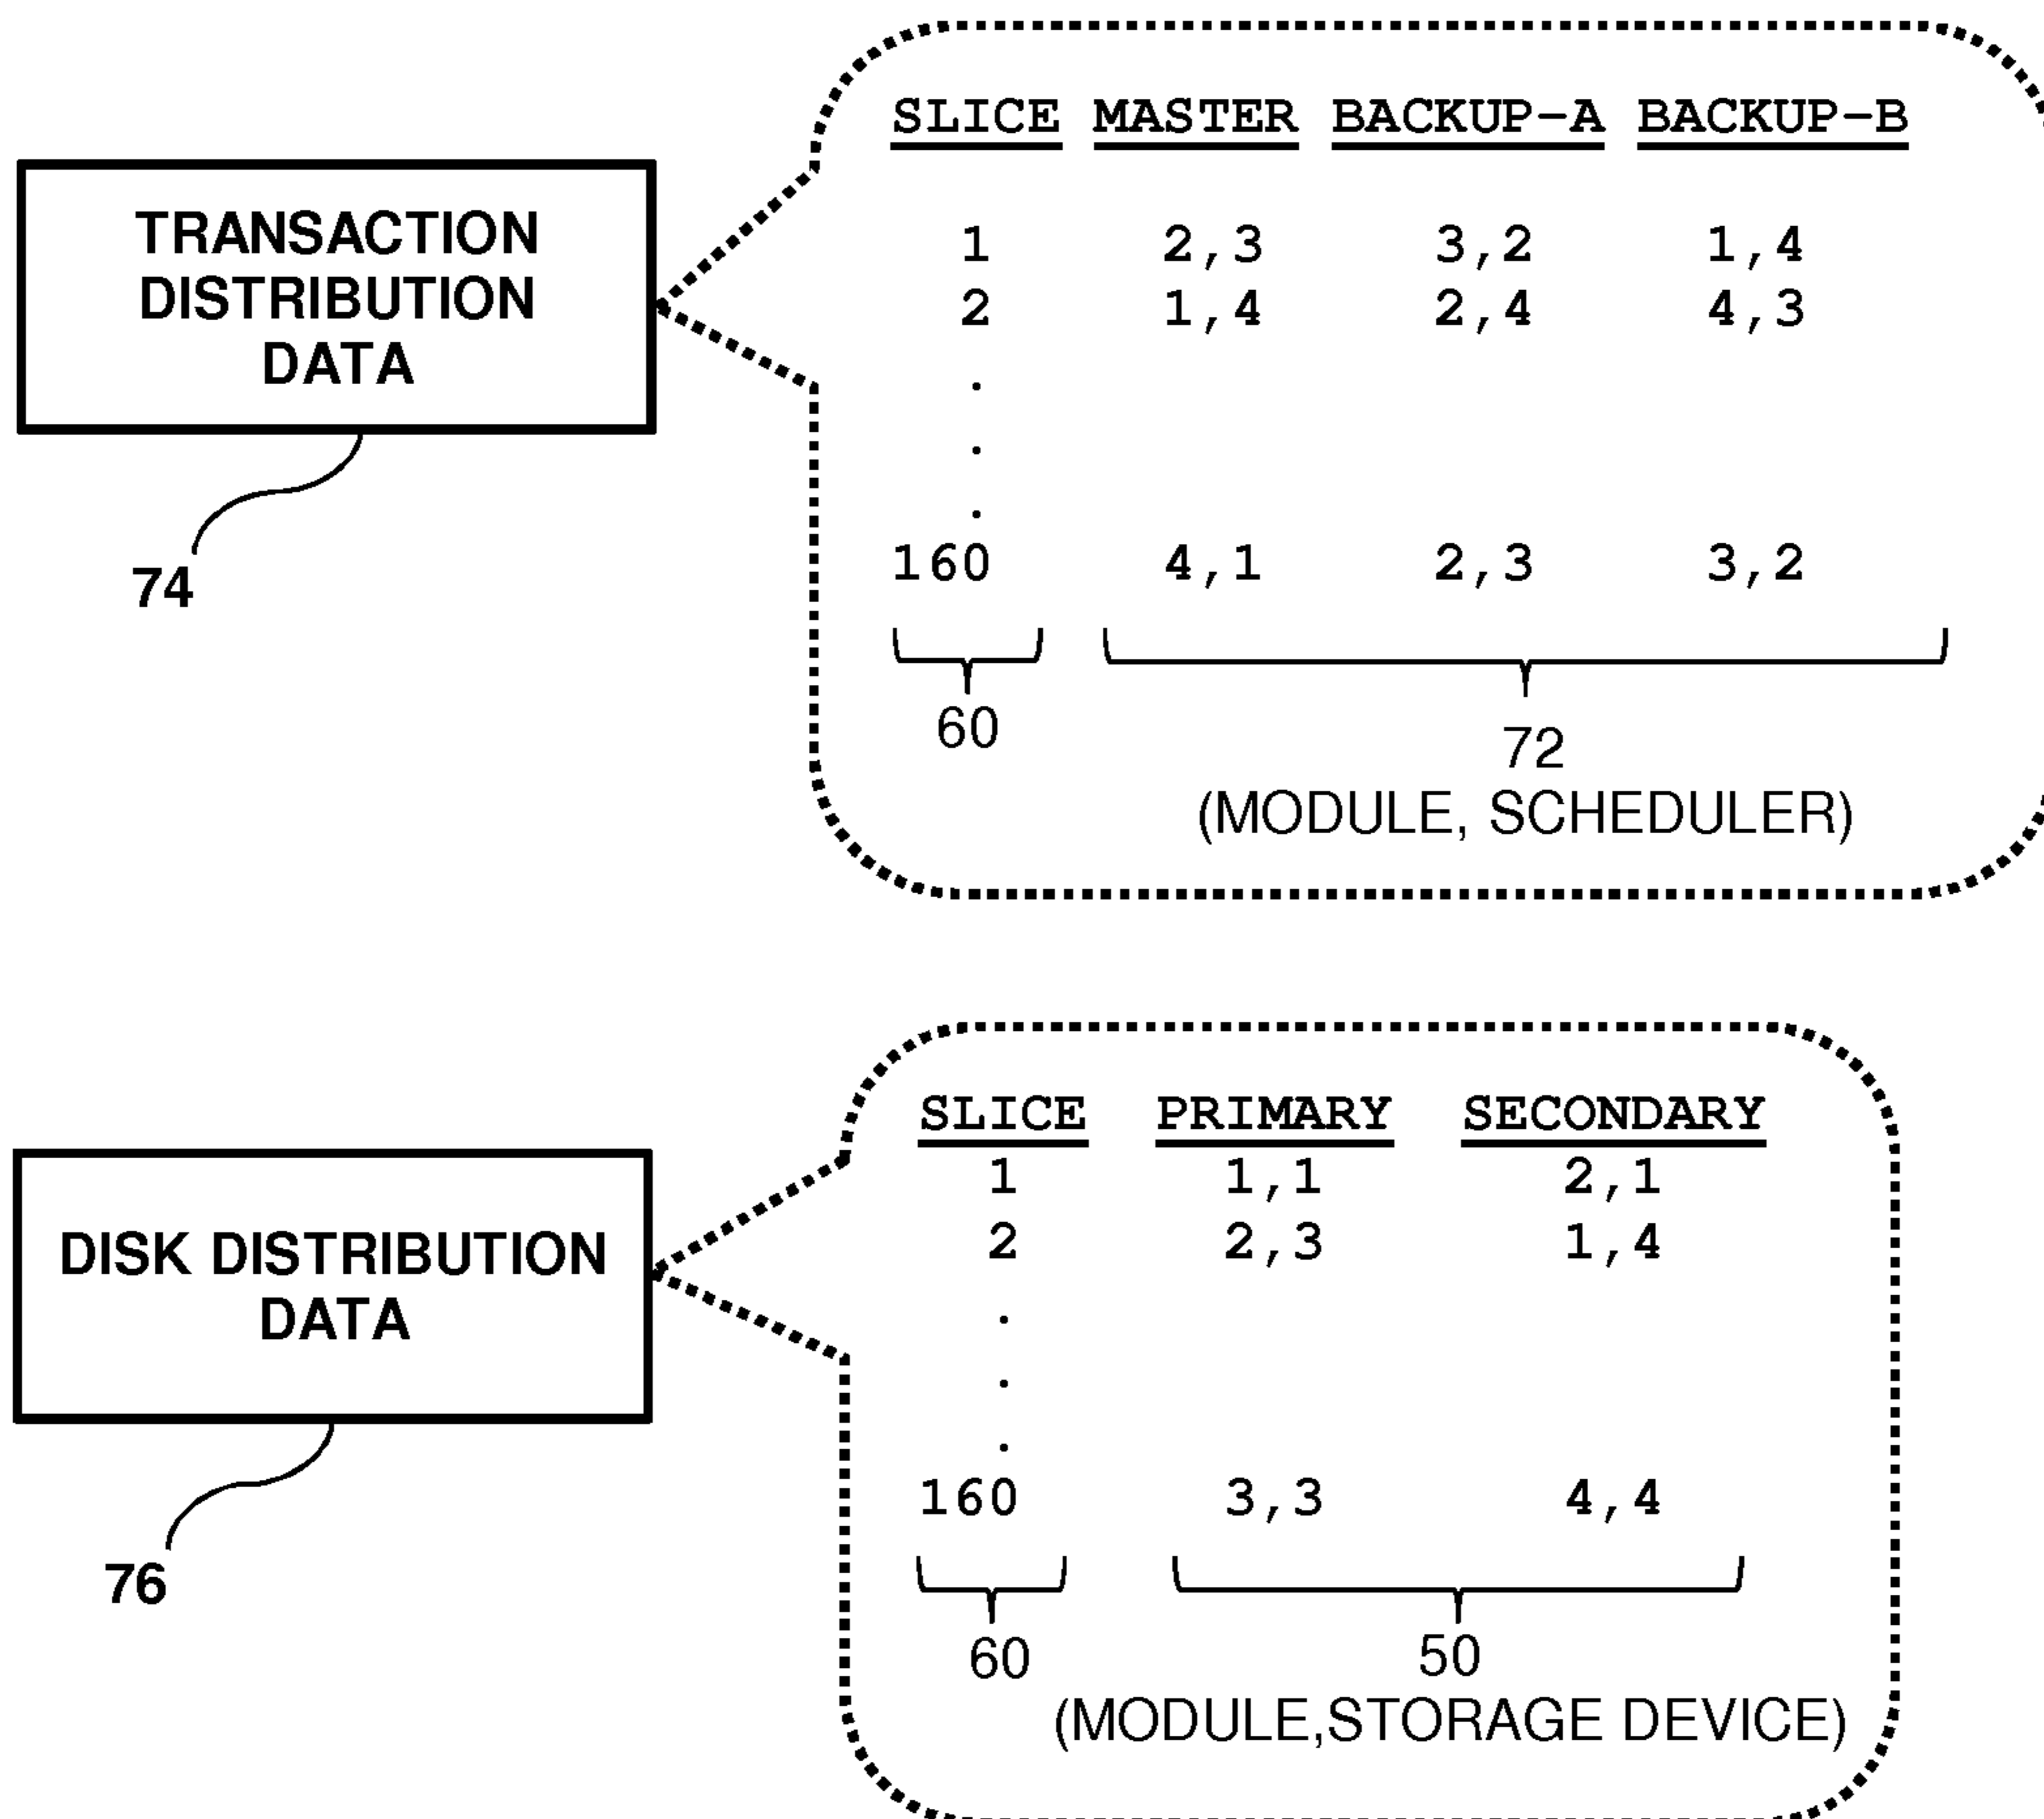 TRANSACTION
DISTRIBUTION
DATA
74
SLICE MASTER BACKUP-A BACKUP-B
1 2,3 3,2 1,4
2 1,4 2,4 4,3
.
.
.
160 4,1 2,3 3,2
60
72
(MODULE, SCHEDULER)
DISK DISTRIBUTION
DATA
76
SLICE PRIMARY SECONDARY
1 1,1 2,1
2 2,3 1,4
.
.
.
160 3,3 4,4
60
50
(MODULE,STORAGE DEVICE)